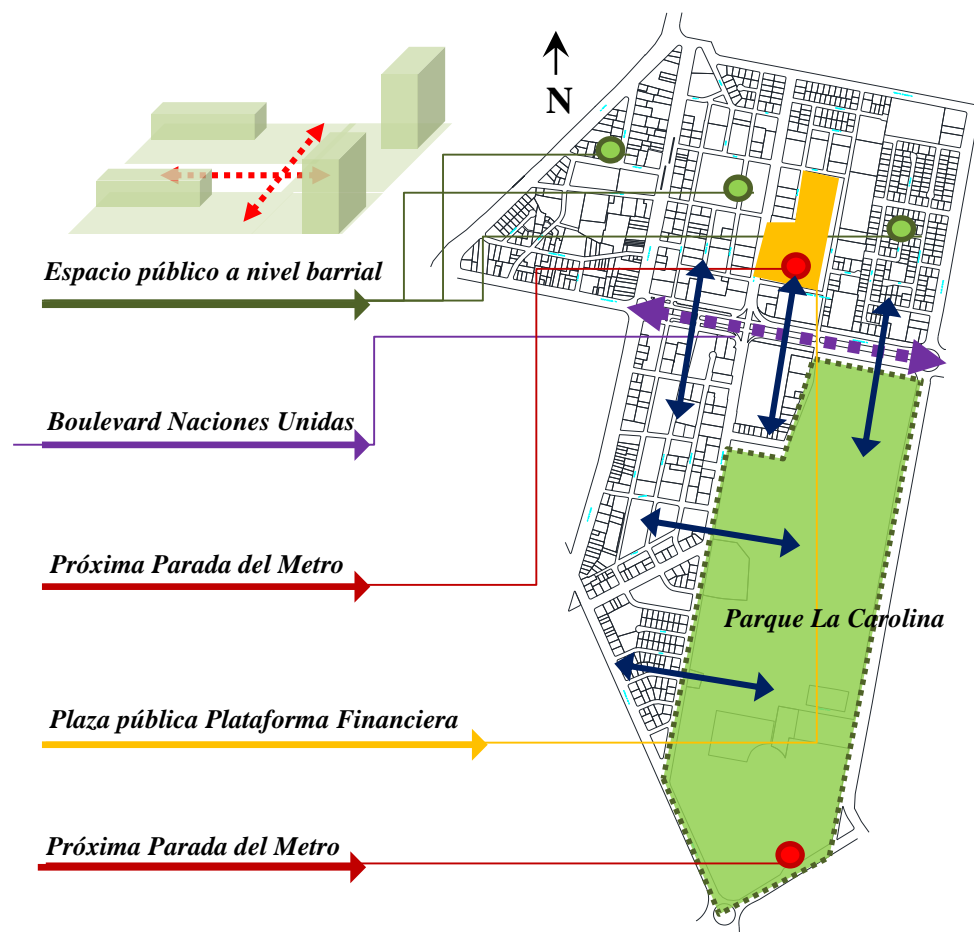 N
Espacio público a nivel barrial
Boulevard Naciones Unidas
Próxima Parada del Metro
Parque La Carolina
Plaza pública Plataforma Financiera
Próxima Parada del Metro